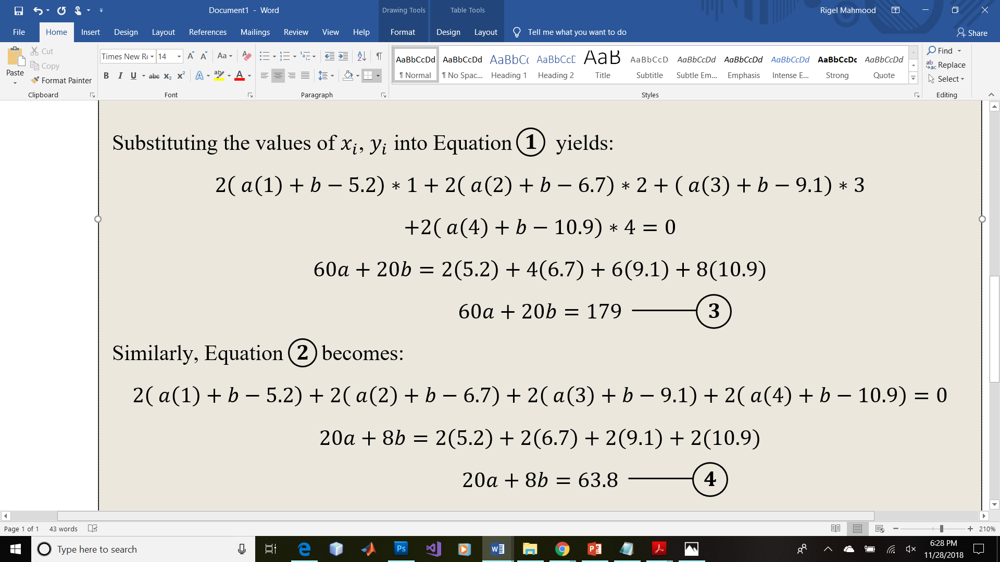 Document1 - Word
Drawing Tools
Table Tools
Rigel Mahmood
File Home Insert Design Layout References Mailings Review View Help Format Design Layout Tell me what you want to do Share
Paste
Cut
Copy
Format Painter
Clipboard
Times New Ro 14
Aa
B I U abc x₂ x²
Font
Paragraph
AaBbCcDd AaBbCcDd AaBbCc AaBbCcD AaB AaBbCcD AaBbCcDd AaBbCcDd AaBbCcDd AaBbCcDc AaBbCcDd
¶ Normal ¶ No Spac... Heading 1 Heading 2 Title Subtitle Subtle Em... Emphasis Intense E... Strong Quote
Styles
Find
Replace
Select
Editing
Substituting the values of xᵢ, yᵢ into Equation ① yields:
2( a(1) + b − 5.2) ∗ 1 + 2( a(2) + b − 6.7) ∗ 2 + ( a(3) + b − 9.1) ∗ 3
+2( a(4) + b − 10.9) ∗ 4 = 0
60a + 20b = 2(5.2) + 4(6.7) + 6(9.1) + 8(10.9)
60a + 20b = 179 ——— ③
Similarly, Equation ② becomes:
2( a(1) + b − 5.2) + 2( a(2) + b − 6.7) + 2( a(3) + b − 9.1) + 2( a(4) + b − 10.9) = 0
20a + 8b = 2(5.2) + 2(6.7) + 2(9.1) + 2(10.9)
20a + 8b = 63.8 ——— ④
Page 1 of 1 43 words
210%
Type here to search
6:28 PM
11/28/2018